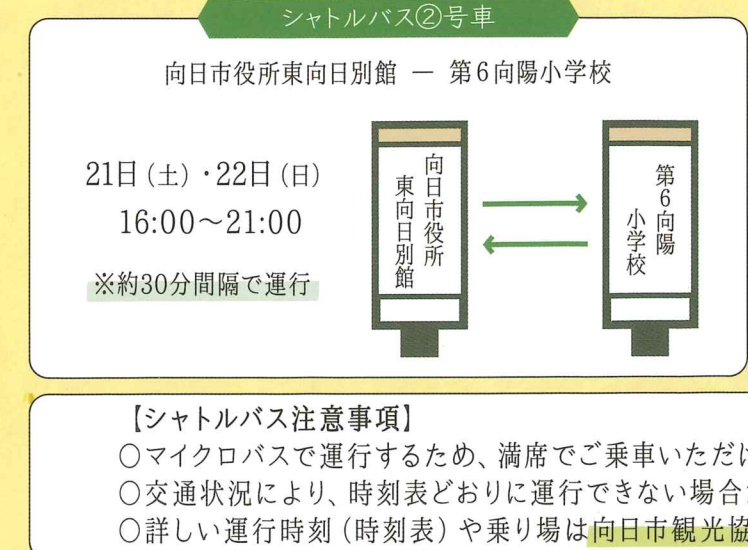 シャトルバス②号車
向日市役所東向日別館 ー 第6向陽小学校
21日(土)・22日(日)
16:00～21:00
※約30分間隔で運行
向日市役所
東向日別館
第6向陽
小学校
【シャトルバス注意事項】
○マイクロバスで運行するため、満席でご乗車いただけ
○交通状況により、時刻表どおりに運行できない場合
○詳しい運行時刻(時刻表)や乗り場は向日市観光協